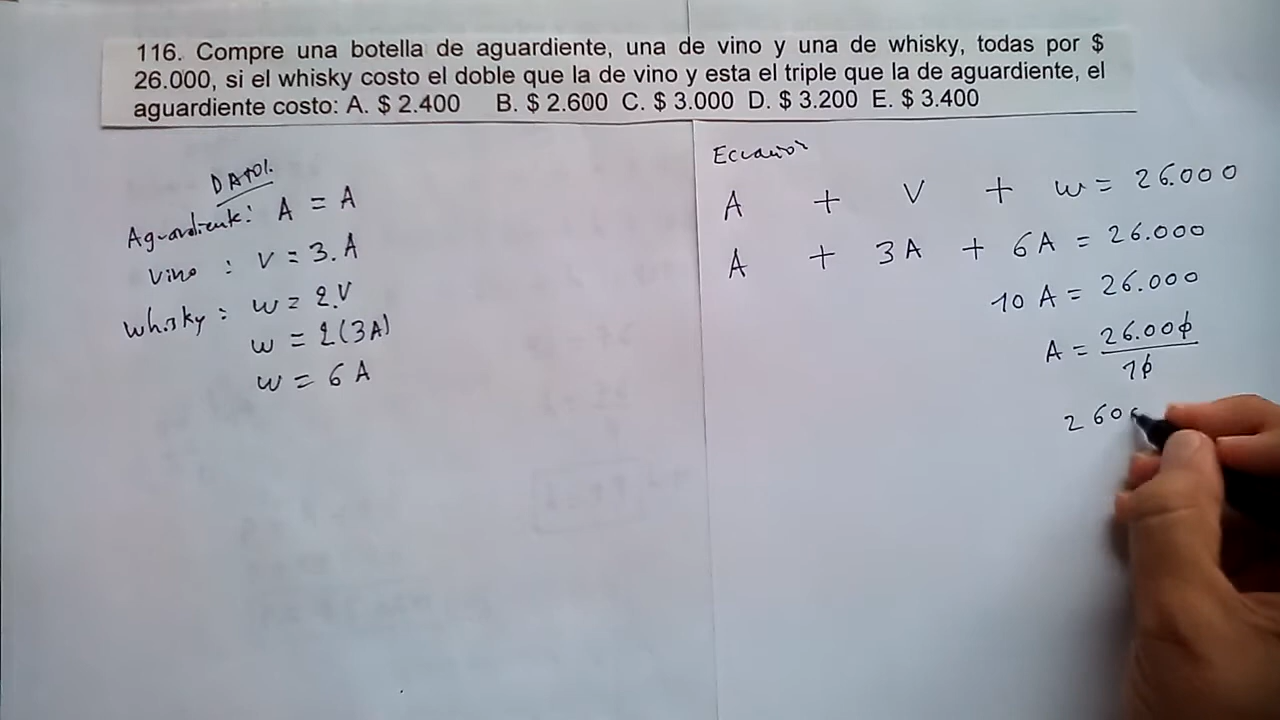 116. Compre una botella de aguardiente, una de vino y una de whisky, todas por $
26.000, si el whisky costo el doble que la de vino y esta el triple que la de aguardiente, el
aguardiente costo: A. $ 2.400 B. $ 2.600 C. $ 3.000 D. $ 3.200 E. $ 3.400
DATOS.
Aguardiente: A = A
Vino : V = 3.A
Whisky : W = 2.V
W = 2(3A)
W = 6 A
A + V + W = 26.000
A + 3A + 6A = 26.000
10 A = 26.000
A = 26.000
10
260